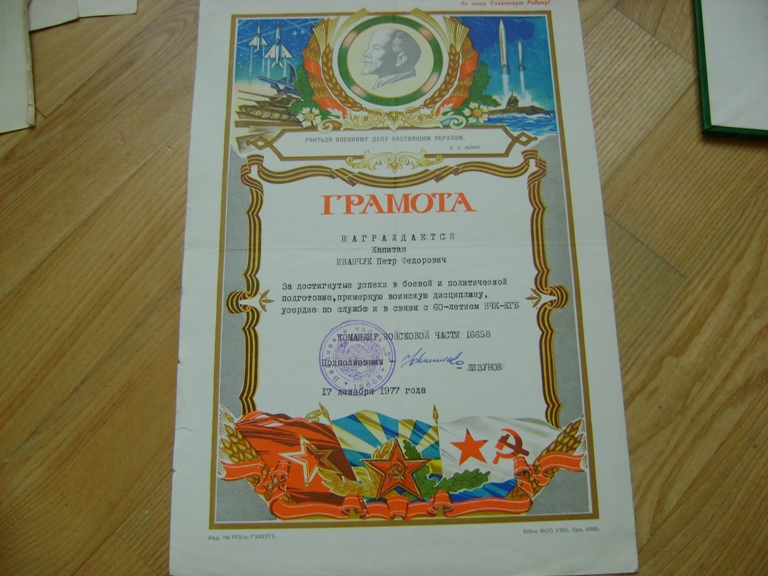 За нашу Советскую Родину!
УЧИТЬСЯ ВОЕННОМУ ДЕЛУ НАСТОЯЩИМ ОБРАЗОМ.
В. И. ЛЕНИН
ГРАМОТА
НАГРАЖДАЕТСЯ
Капитан
ИВАНЧУК Петр Федорович
За достигнутые успехи в боевой и политической
подготовке, примерную воинскую дисциплину,
усердие по службе и в связи с 60-летием ВЧК-КГБ
КОМАНДИР ВОЙСКОВОЙ ЧАСТИ 16658
Подполковник - - ЛИЗУНОВ
17 декабря 1977 года